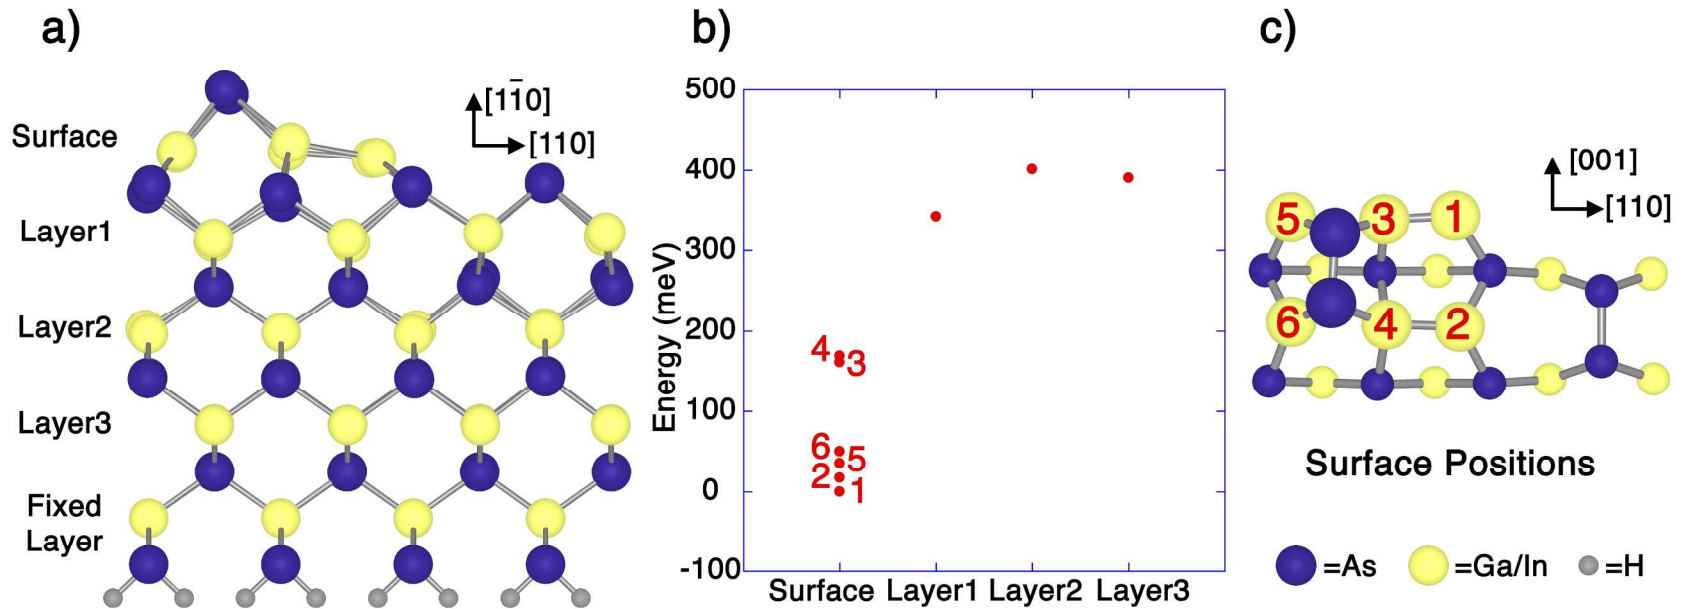 a)
Surface
Layer1
Layer2
Layer3
Fixed
Layer
[11̅0]
[110]
b)
Energy (meV)
500
400
300
200
100
0
-100
4
3
6
5
2
1
Surface Layer1 Layer2 Layer3
c)
[001]
[110]
5 3 1
6 4 2
Surface Positions
=As =Ga/In =H